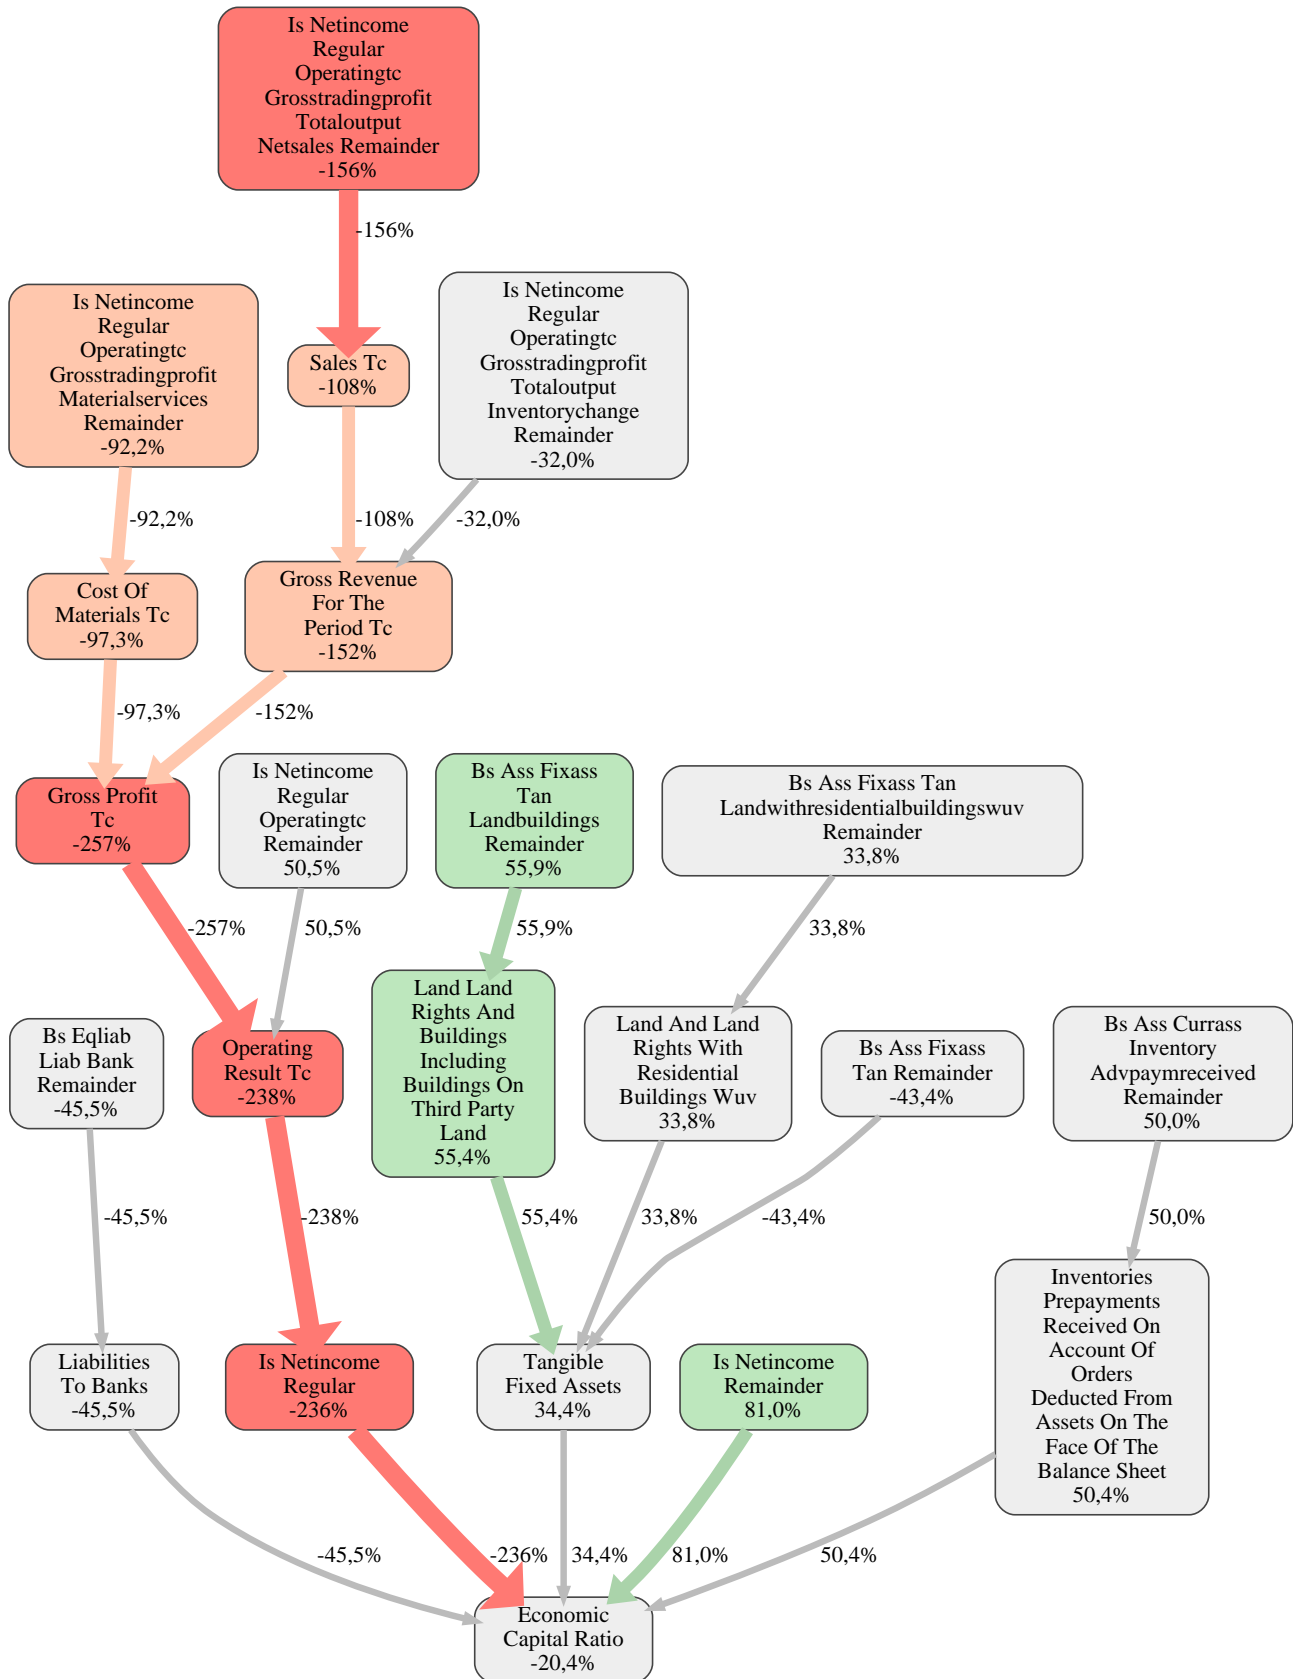 Is Netincome
Regular
Operatingtc
Grosstradingprofit
Totaloutput
Netsales Remainder
-156%
-156%
Is Netincome
Regular
Operatingtc
Grosstradingprofit
Materialservices
Remainder
-92,2%
Sales Tc
-108%
Is Netincome
Regular
Operatingtc
Grosstradingprofit
Totaloutput
Inventorychange
Remainder
-32,0%
-92,2%
-108%
-32,0%
Cost Of
Materials Tc
-97,3%
Gross Revenue
For The
Period Tc
-152%
-97,3%
-152%
Gross Profit
Tc
-257%
Is Netincome
Regular
Operatingtc
Remainder
50,5%
Bs Ass Fixass
Tan
Landbuildings
Remainder
55,9%
Bs Ass Fixass Tan
Landwithresidentialbuildingswuv
Remainder
33,8%
-257%
50,5%
55,9%
33,8%
Bs Eqliab
Liab Bank
Remainder
-45,5%
Operating
Result Tc
-238%
Land Land
Rights And
Buildings
Including
Buildings On
Third Party
Land
55,4%
Land And Land
Rights With
Residential
Buildings Wuv
33,8%
Bs Ass Fixass
Tan Remainder
-43,4%
Bs Ass Currass
Inventory
Advpaymreceived
Remainder
50,0%
-45,5%
-238%
55,4%
33,8%
-43,4%
50,0%
Liabilities
To Banks
-45,5%
Is Netincome
Regular
-236%
Tangible
Fixed Assets
34,4%
Is Netincome
Remainder
81,0%
Inventories
Prepayments
Received On
Account Of
Orders
Deducted From
Assets On The
Face Of The
Balance Sheet
50,4%
-45,5%
-236%
34,4%
81,0%
50,4%
Economic
Capital Ratio
-20,4%